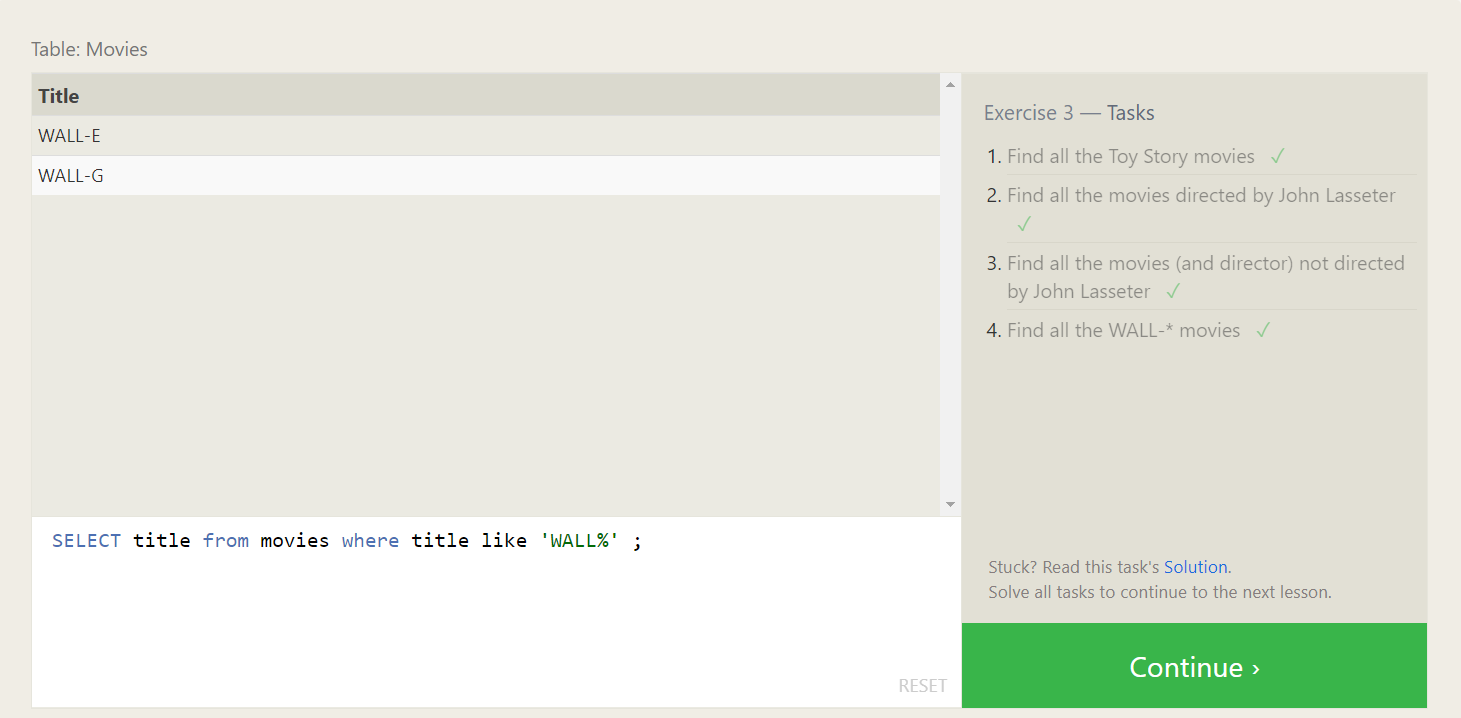 Table: Movies
Title
WALL-E
WALL-G
SELECT title from movies where title like 'WALL%' ;
RESET
Exercise 3 — Tasks
1. Find all the Toy Story movies ✓
2. Find all the movies directed by John Lasseter
✓
3. Find all the movies (and director) not directed
by John Lasseter ✓
4. Find all the WALL-* movies ✓
Stuck? Read this task's Solution.
Solve all tasks to continue to the next lesson.
Continue ›